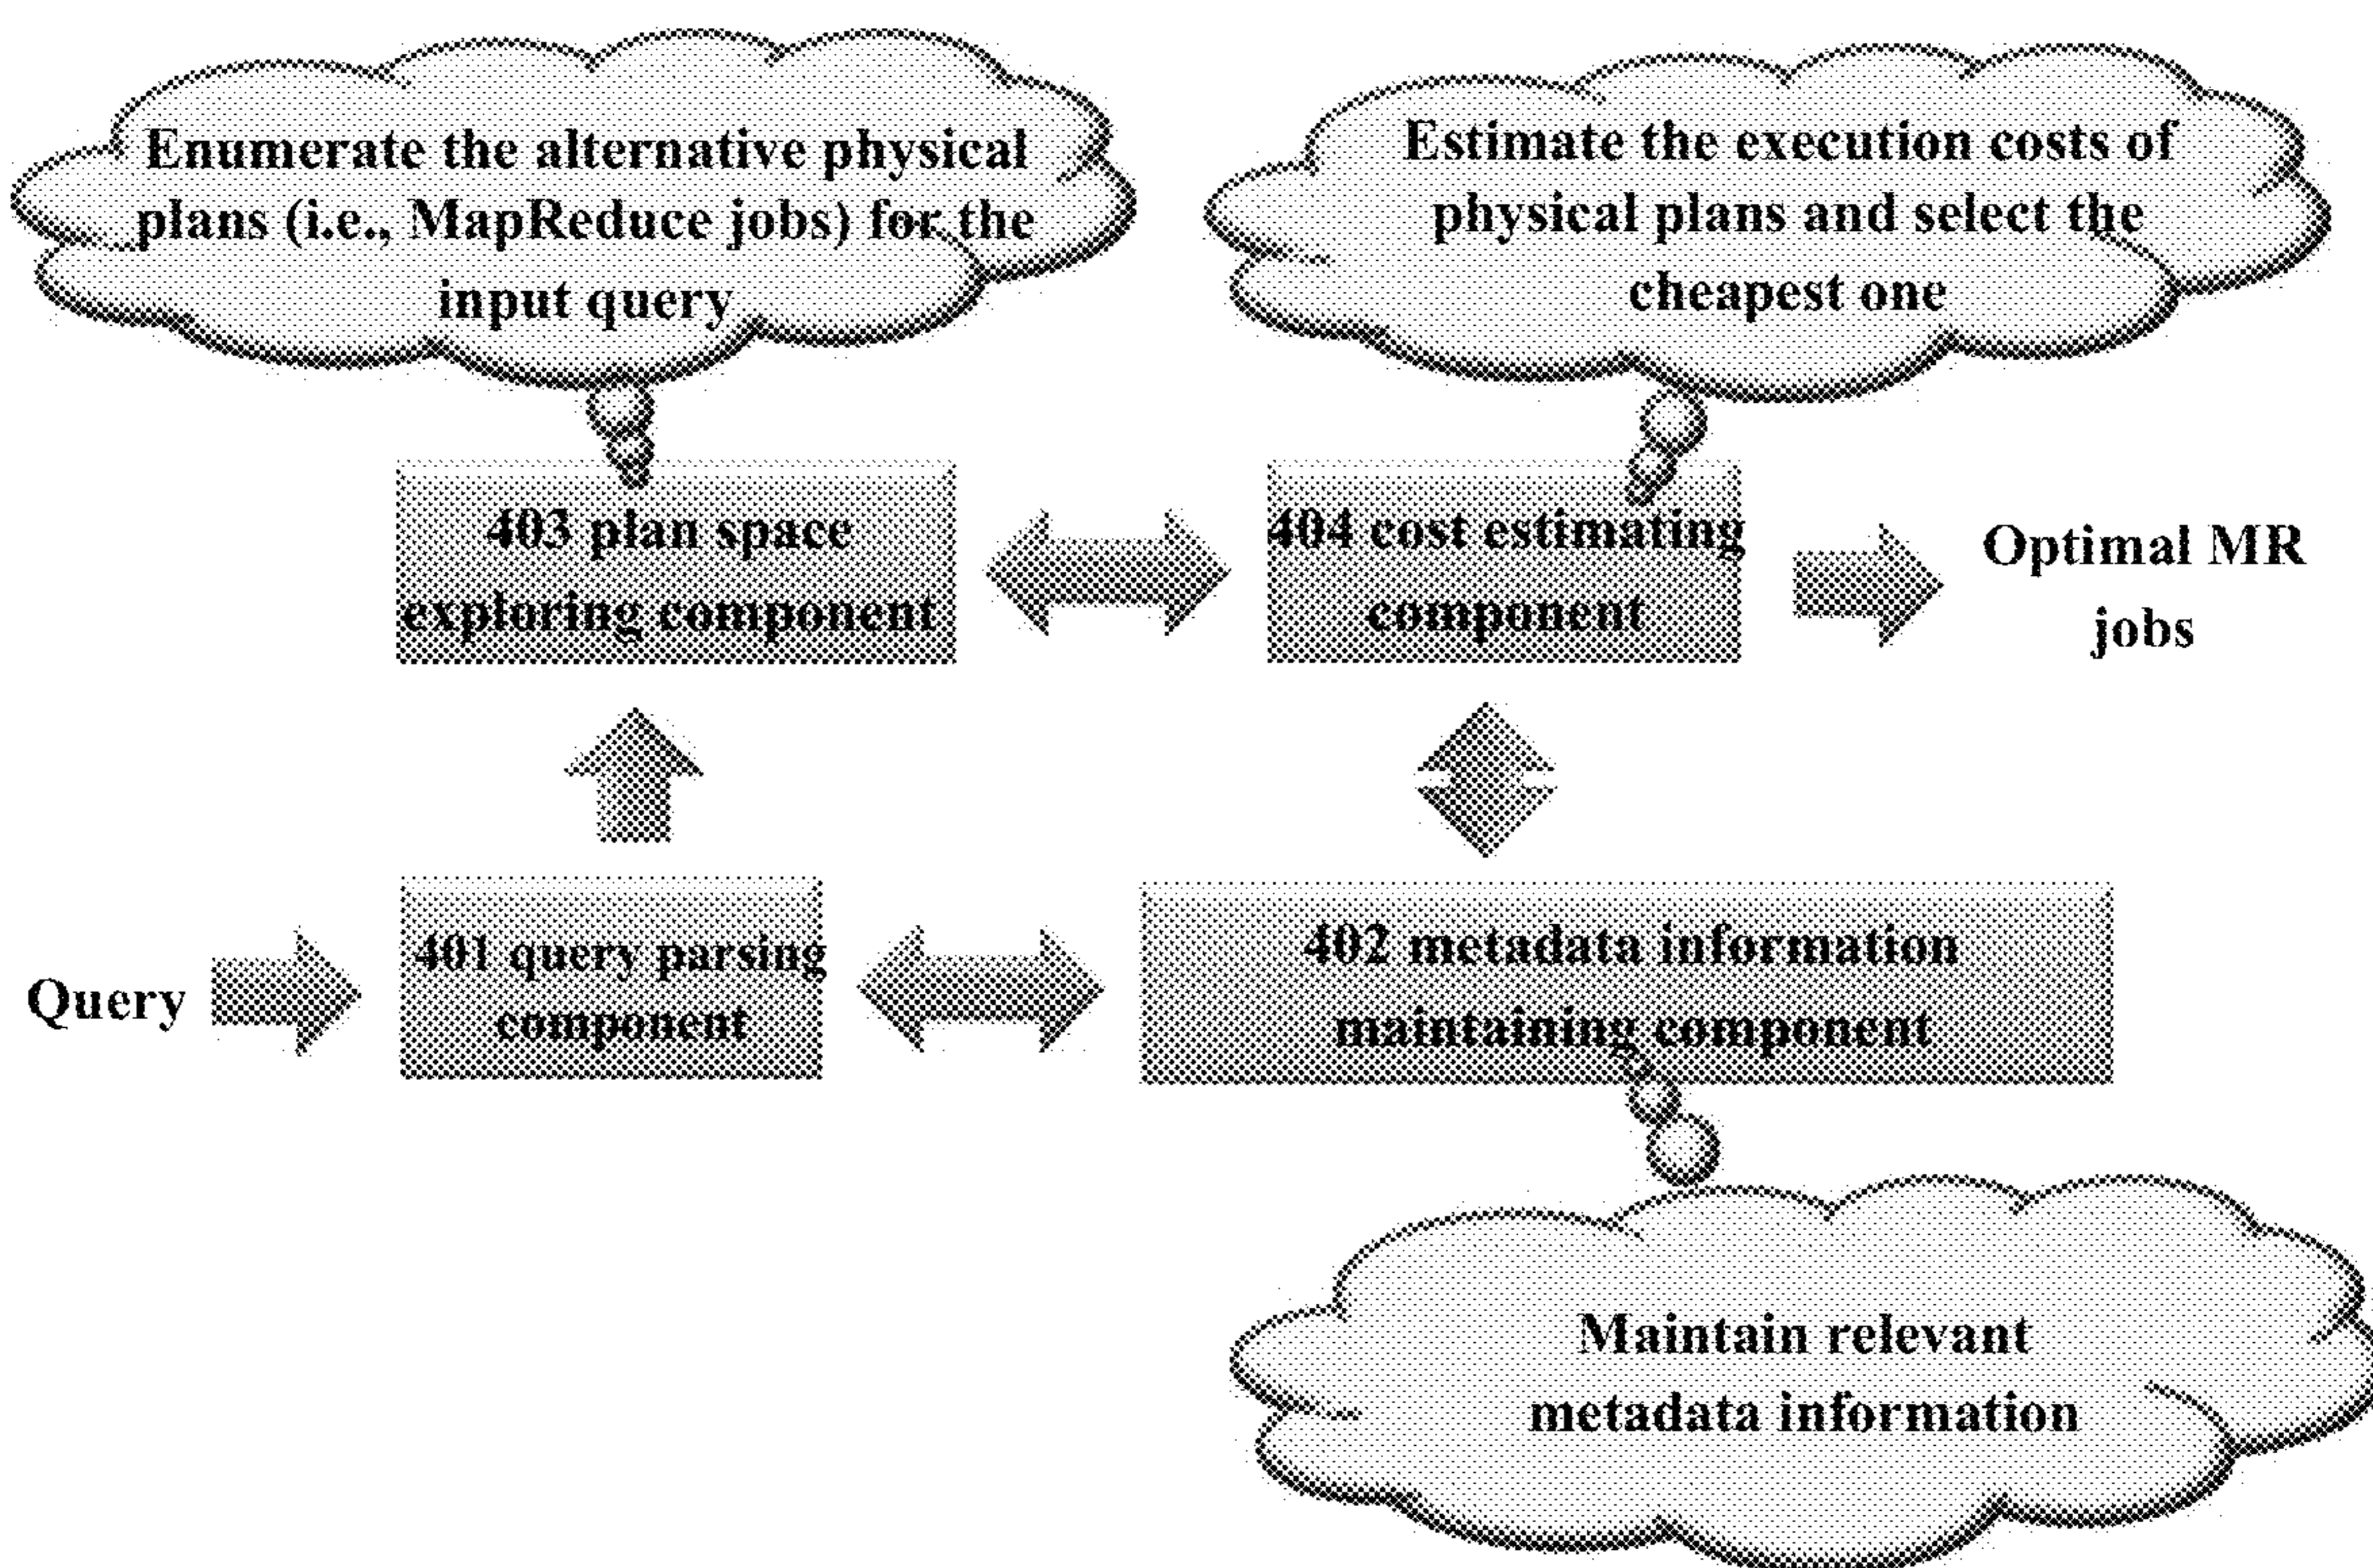 Enumerate the alternative physical
plans (i.e., MapReduce jobs) for the
input query
Estimate the execution costs of
physical plans and select the
cheapest one
403 plan space
exploring component
404 cost estimating
component
Optimal MR
jobs
Query
401 query parsing
component
402 metadata information
maintaining component
Maintain relevant
metadata information